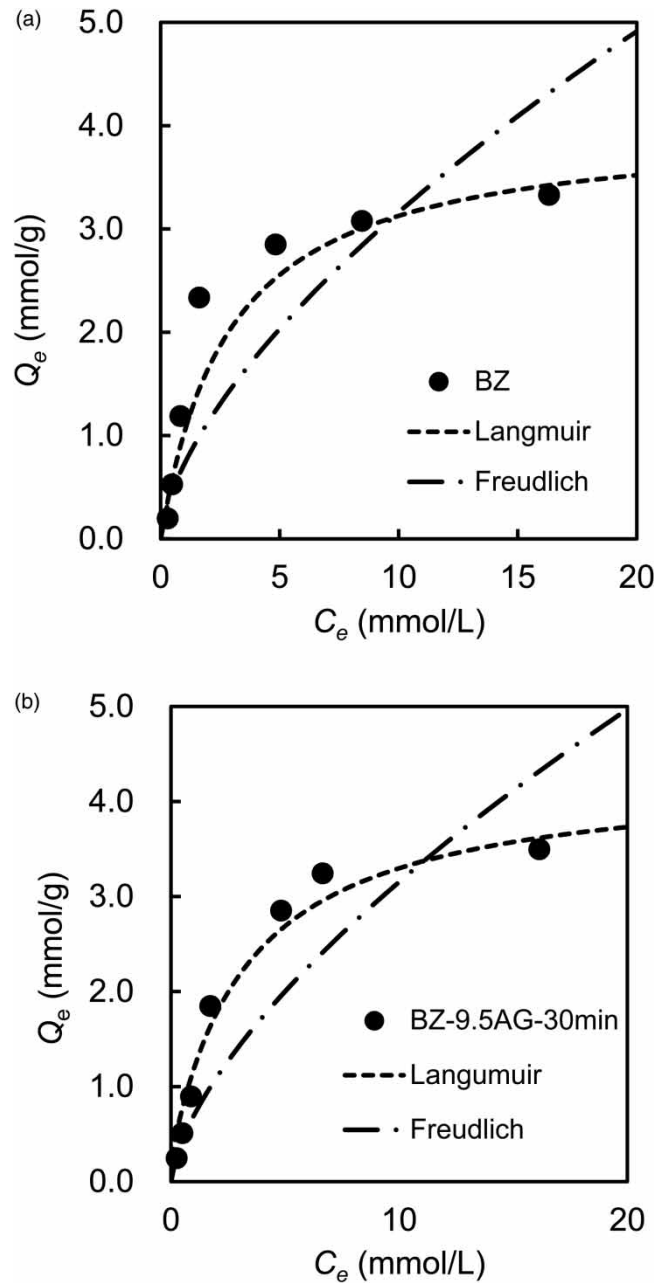 (a)
5.0
4.0
3.0
2.0
1.0
0.0
Qe (mmol/g)
BZ
Langmuir
Freudlich
0 5 10 15 20
Ce (mmol/L)
(b)
5.0
4.0
3.0
2.0
1.0
0.0
Qe (mmol/g)
BZ-9.5AG-30min
Langumuir
Freudlich
0 10 20
Ce (mmol/L)